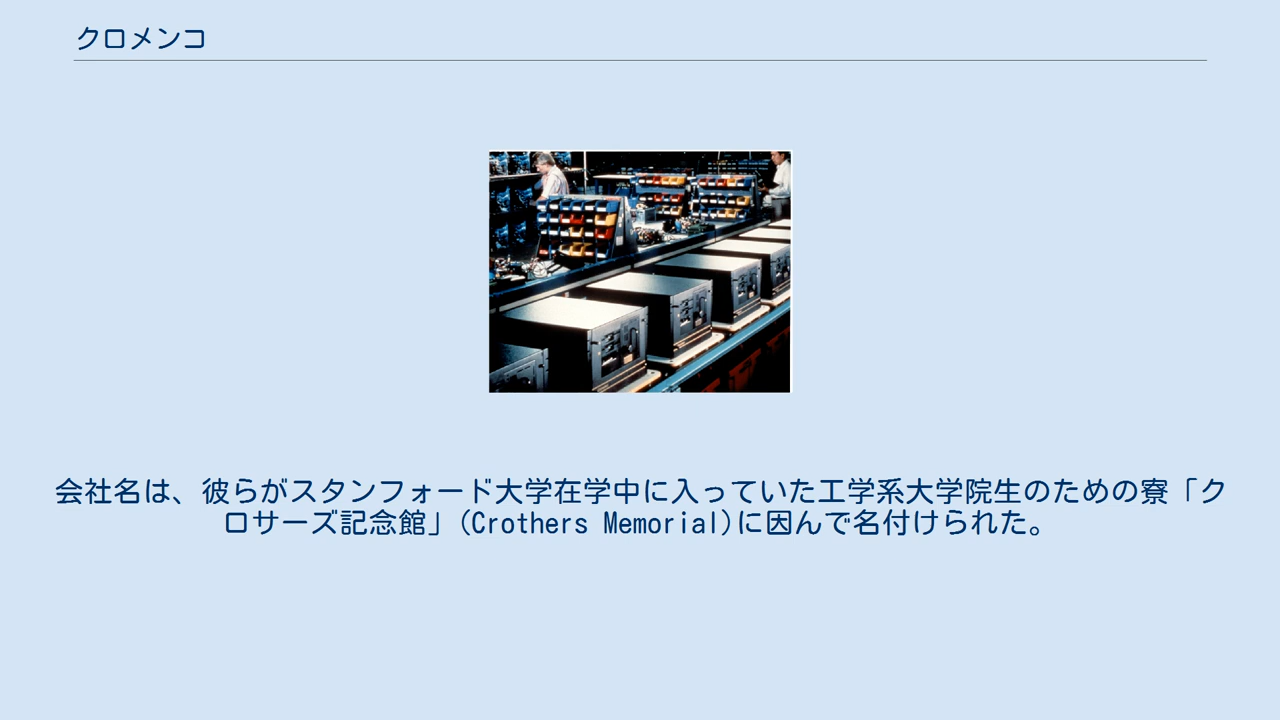 クロメンコ
会社名は、彼らがスタンフォード大学在学中に入っていた工学系大学院生のための寮「ク
ロサーズ記念館」(Crothers Memorial)に因んで名付けられた。